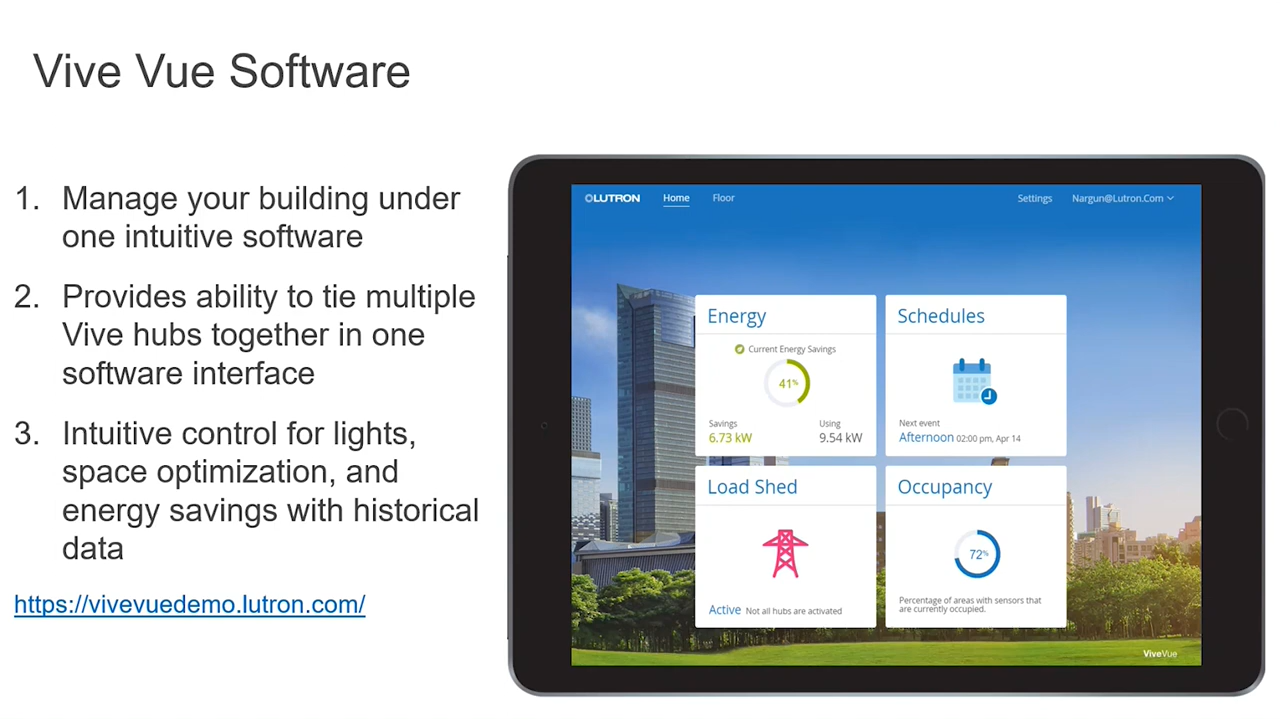 Vive Vue Software
1. Manage your building under
one intuitive software
2. Provides ability to tie multiple
Vive hubs together in one
software interface
3. Intuitive control for lights,
space optimization, and
energy savings with historical
data
https://vivevuedemo.lutron.com/
LUTRON Home Floor Settings Nargun@Lutron.Com
Energy
Current Energy Savings
41%
Savings Using
6.73 kW 9.54 kW
Schedules
Next event
Afternoon 02:00 pm, Apr 14
Load Shed
Active Not all hubs are activated
Occupancy
72%
Percentage of areas with sensors that
are currently occupied.
ViveVue